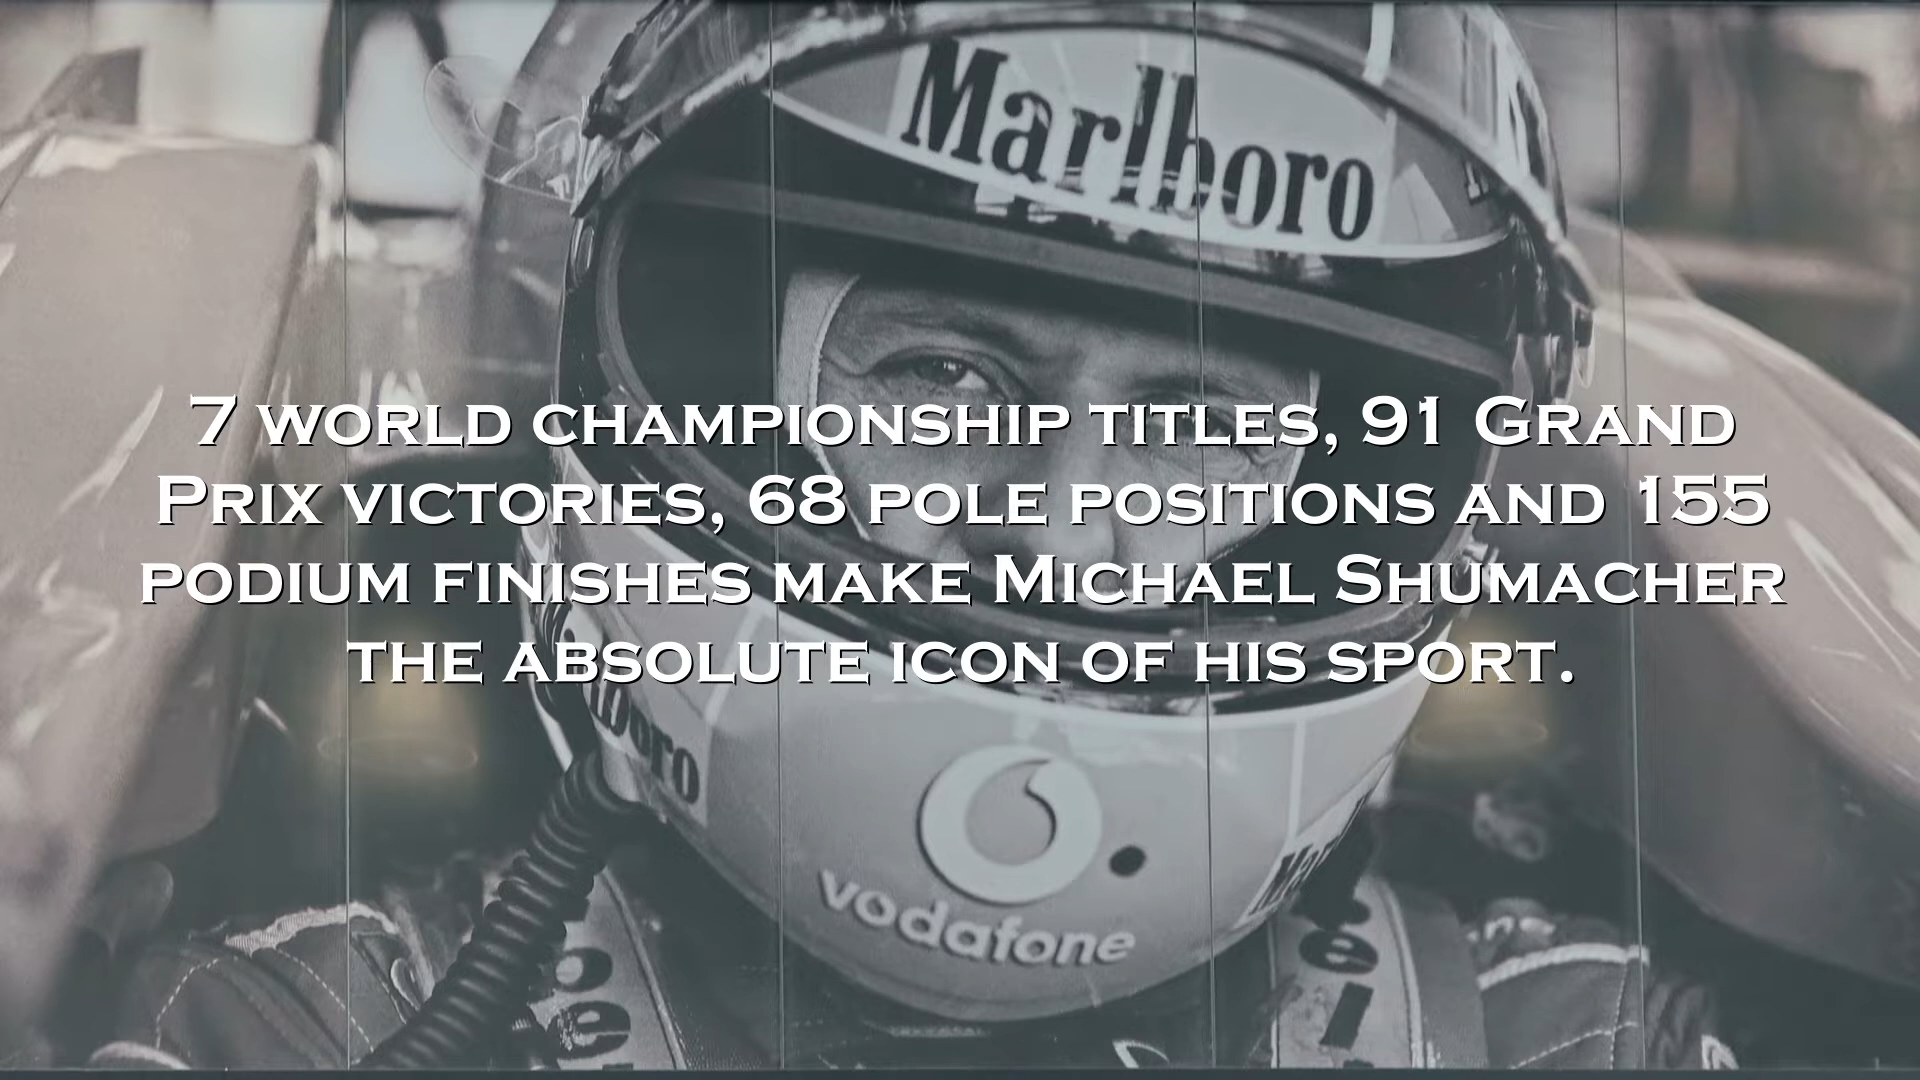 Marlboro
7 WORLD CHAMPIONSHIP TITLES, 91 GRAND
PRIX VICTORIES, 68 POLE POSITIONS AND 155
PODIUM FINISHES MAKE MICHAEL SHUMACHER
THE ABSOLUTE ICON OF HIS SPORT.
vodafone